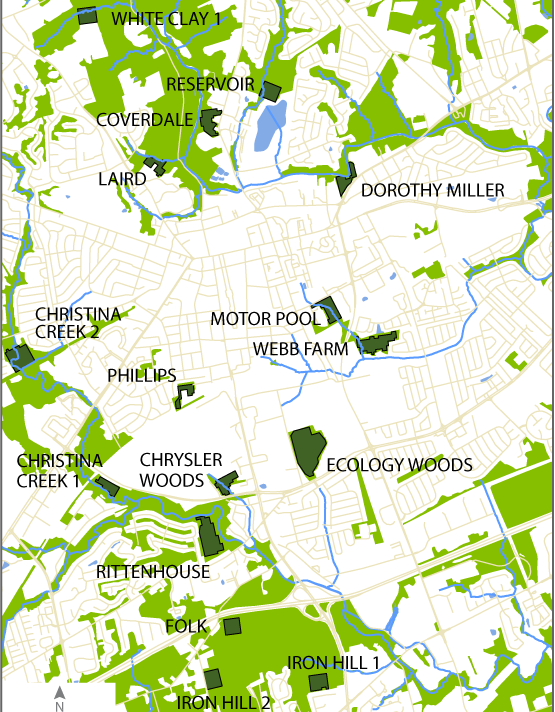 WHITE CLAY 1
RESERVOIR
COVERDALE
LAIRD
DOROTHY MILLER
CHRISTINA
CREEK 2
MOTOR POOL
WEBB FARM
PHILLIPS
CHRISTINA
CREEK 1
CHRYSLER
WOODS
ECOLOGY WOODS
RITTENHOUSE
FOLK
IRON HILL 1
IRON HILL 2
N